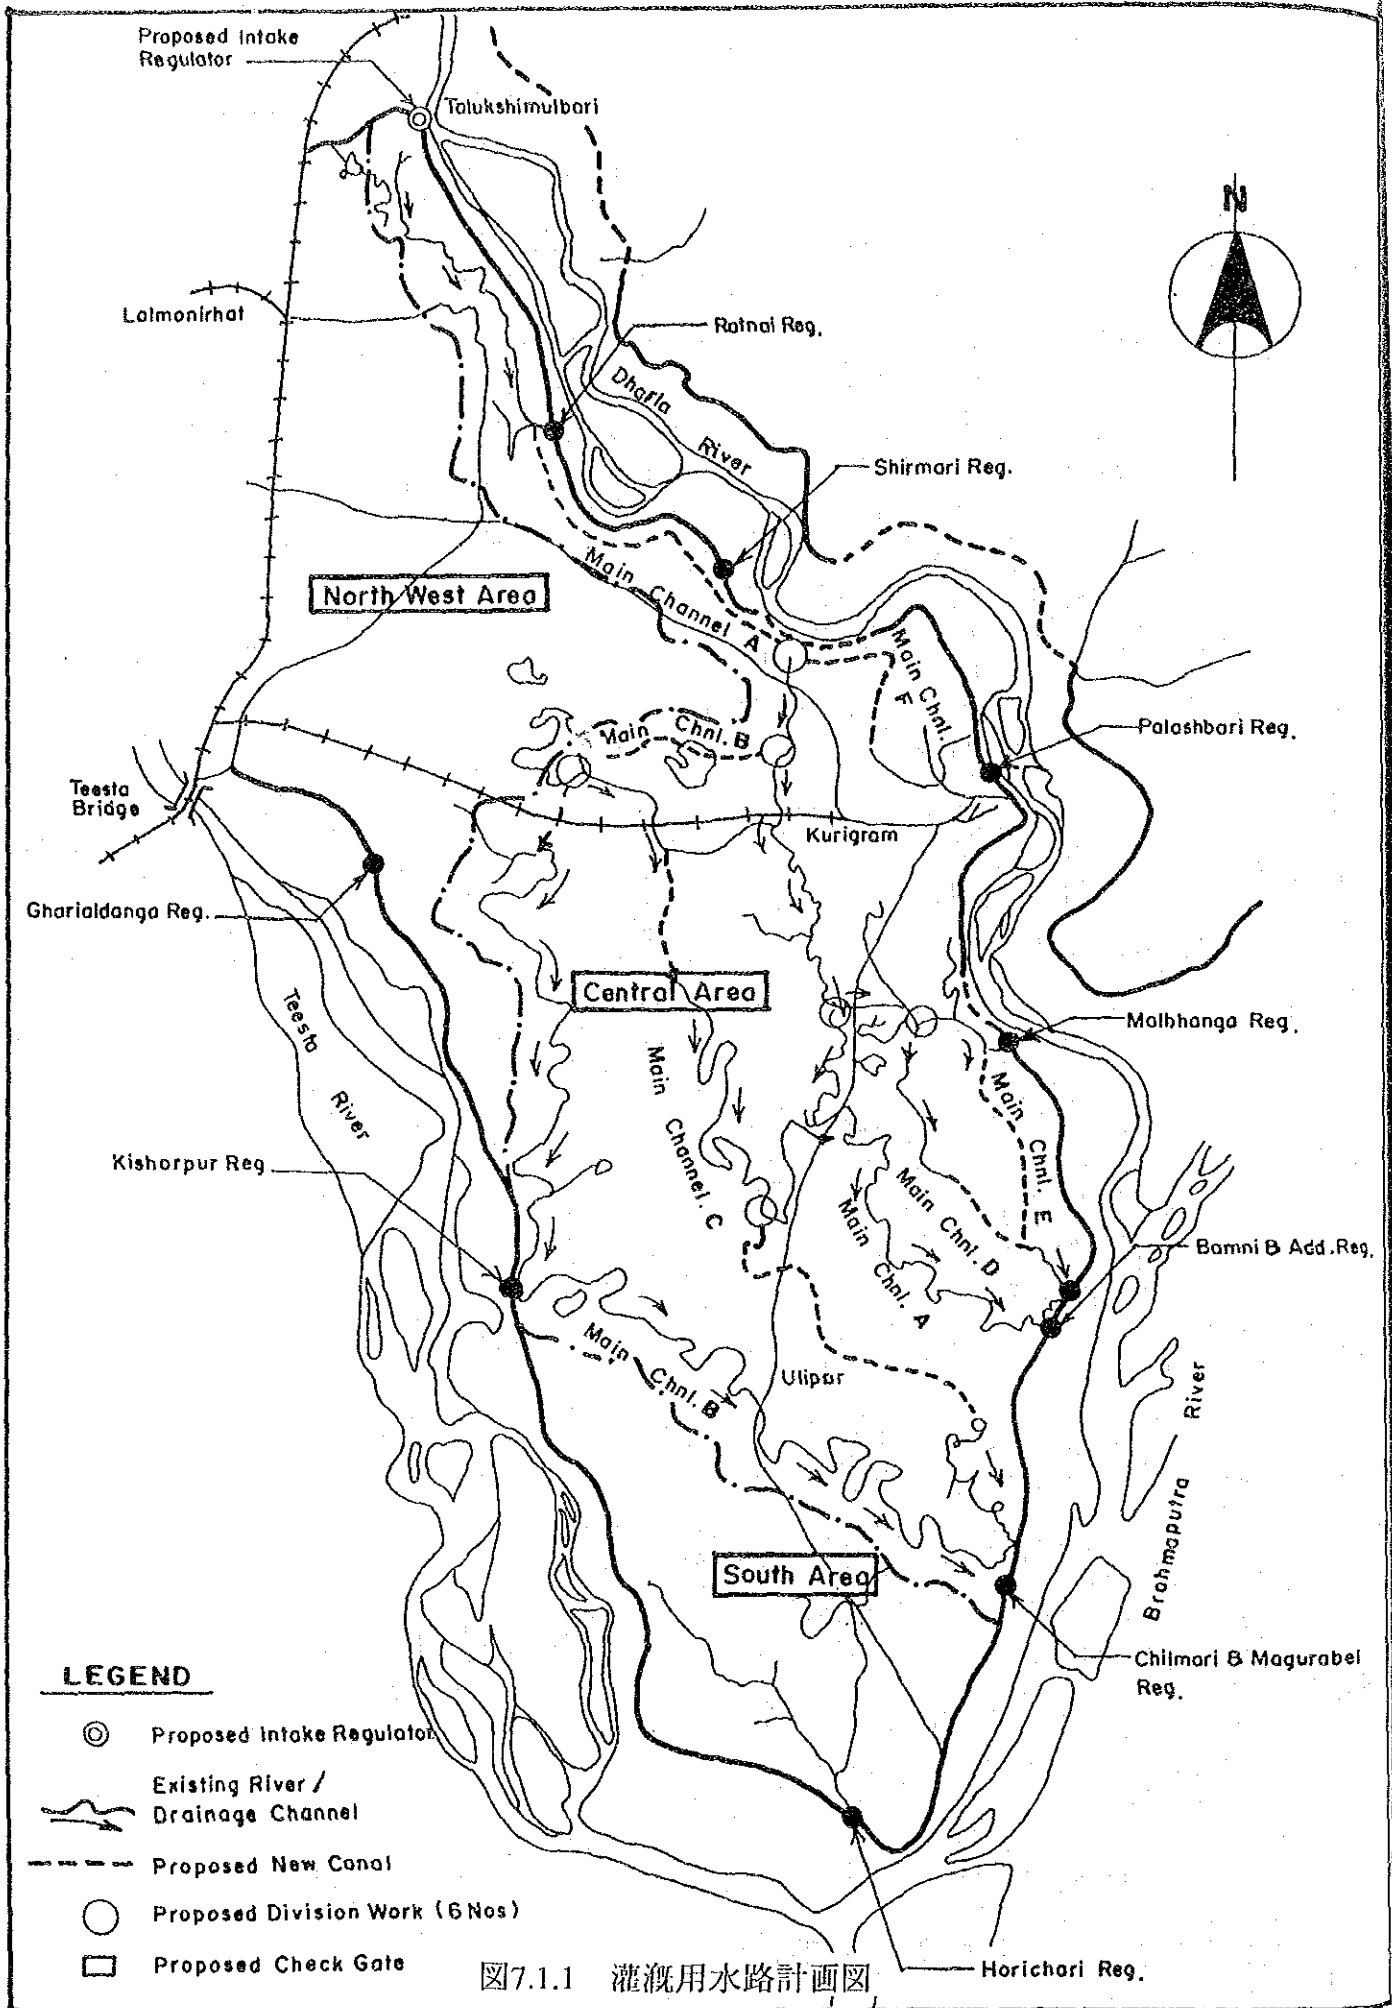 Proposed Intake
Regulator
Talukshimulbari
N
Lalmonirhat
Ratnai Reg.
Dharla
River
Shirmari Reg.
North West Area
Main Channel A
Main Chnl.
F
Palashbari Reg.
Main Chnl. B
Teesta
Bridge
Kurigram
Gharialdanga Reg.
Central Area
Teesta
River
Malbhanga Reg.
Main
Channel. C
Main Chnl. E
Kishorpur Reg
Main Chnl. D
Main Chnl. A
Bamni & Add. Reg.
Main Chnl. B
Ulipur
Brahmaputra River
South Area
Chilmari & Magurabel
Reg.
LEGEND
Proposed Intake Regulator
Existing River /
Drainage Channel
Proposed New Canal
Proposed Division Work (6 Nos)
Proposed Check Gate
図7.1.1 灌漑用水路計画図
Horichari Reg.